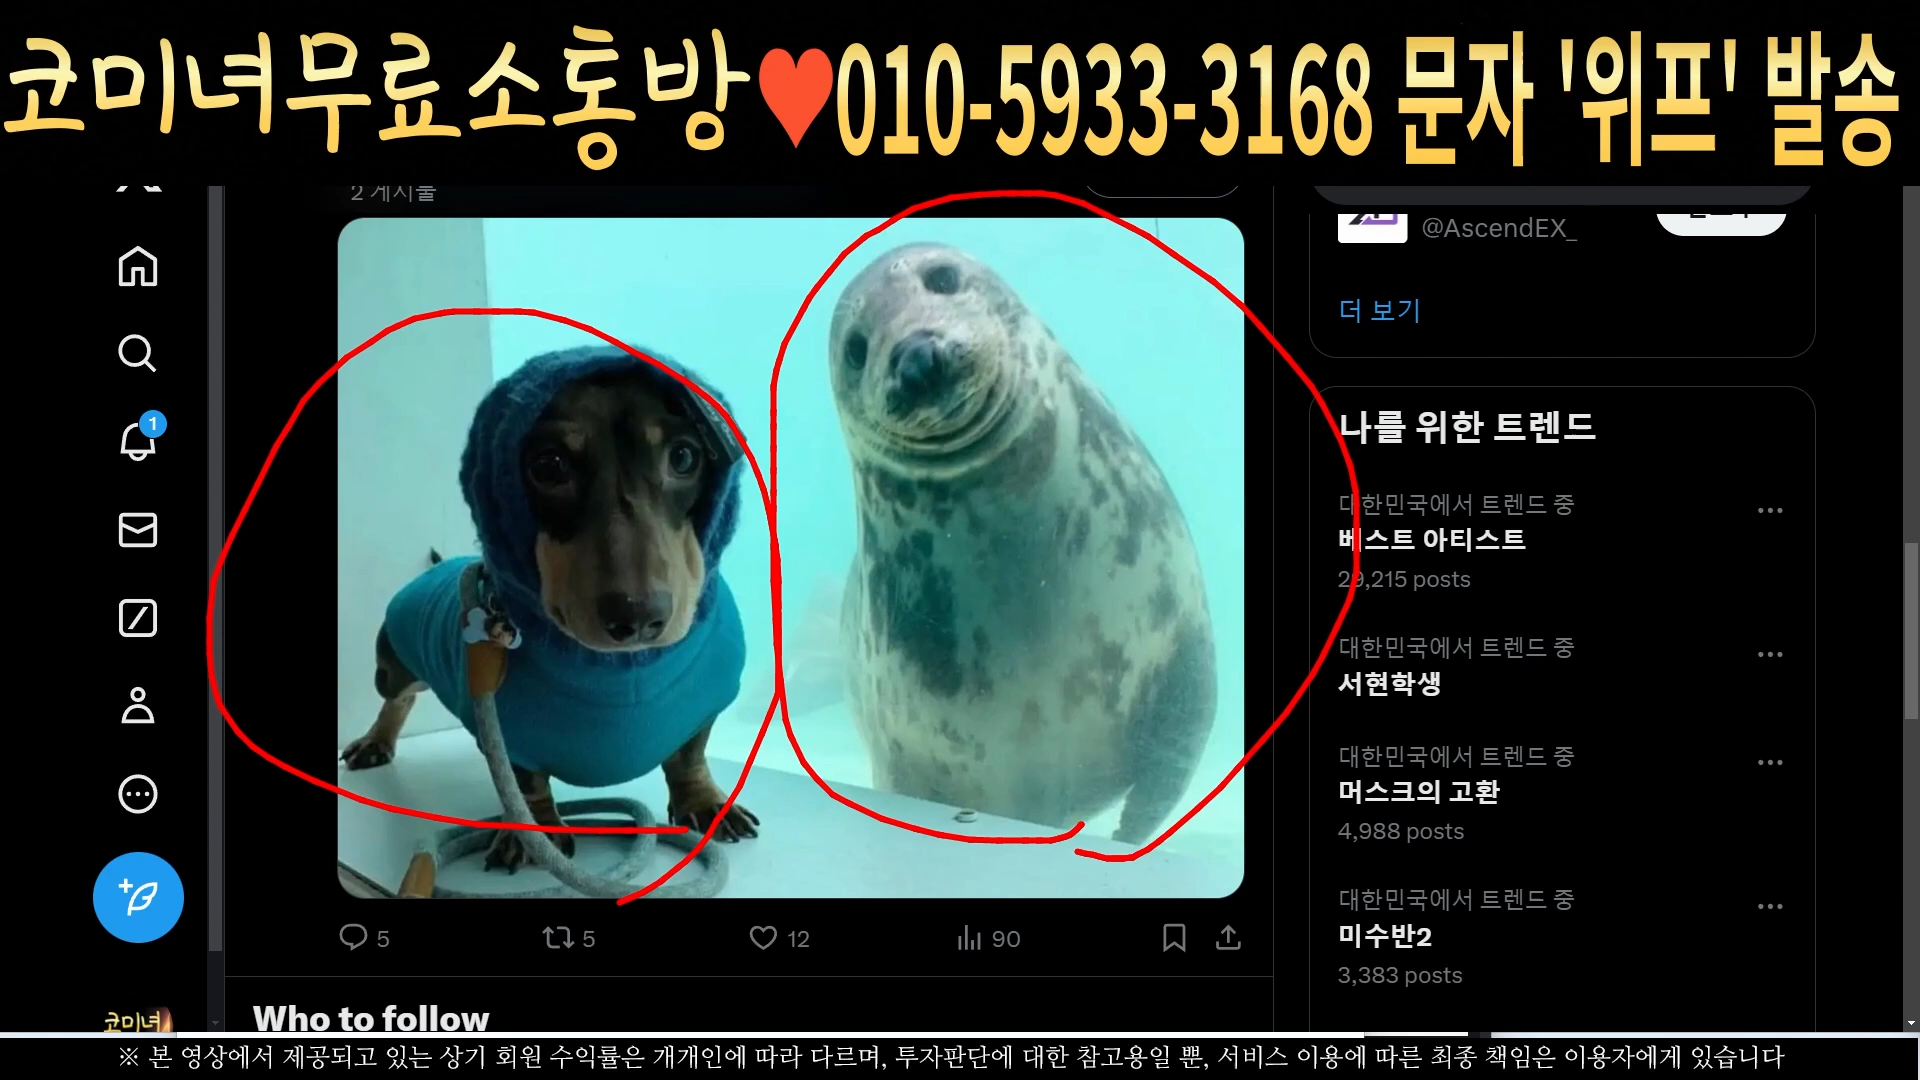 코미녀무료소통방♥010-5933-3168 문자 '위프' 발송
2 게시물
@AscendEX_
더 보기
1
나를 위한 트렌드
대한민국에서 트렌드 중
베스트 아티스트
29,215 posts
대한민국에서 트렌드 중
서현학생
대한민국에서 트렌드 중
머스크의 고환
4,988 posts
대한민국에서 트렌드 중
미수반2
3,383 posts
5
5
12
90
Who to follow
코미녀
※ 본 영상에서 제공되고 있는 상기 회원 수익률은 개개인에 따라 다르며, 투자판단에 대한 참고용일 뿐, 서비스 이용에 따른 최종 책임은 이용자에게 있습니다